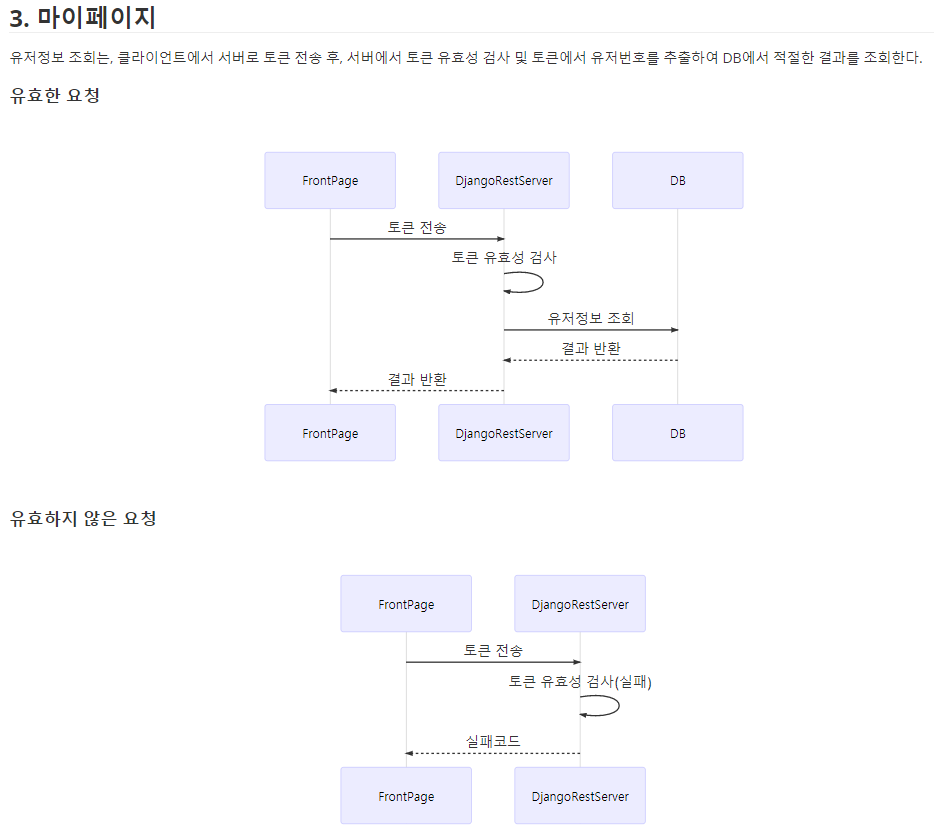 3. 마이페이지
유저정보 조회는, 클라이언트에서 서버로 토큰 전송 후, 서버에서 토큰 유효성 검사 및 토큰에서 유저번호를 추출하여 DB에서 적절한 결과를 조회한다.
유효한 요청
FrontPage DjangoRestServer DB
토큰 전송
토큰 유효성 검사
유저정보 조회
결과 반환
결과 반환
FrontPage DjangoRestServer DB
유효하지 않은 요청
FrontPage DjangoRestServer
토큰 전송
토큰 유효성 검사(실패)
실패코드
FrontPage DjangoRestServer